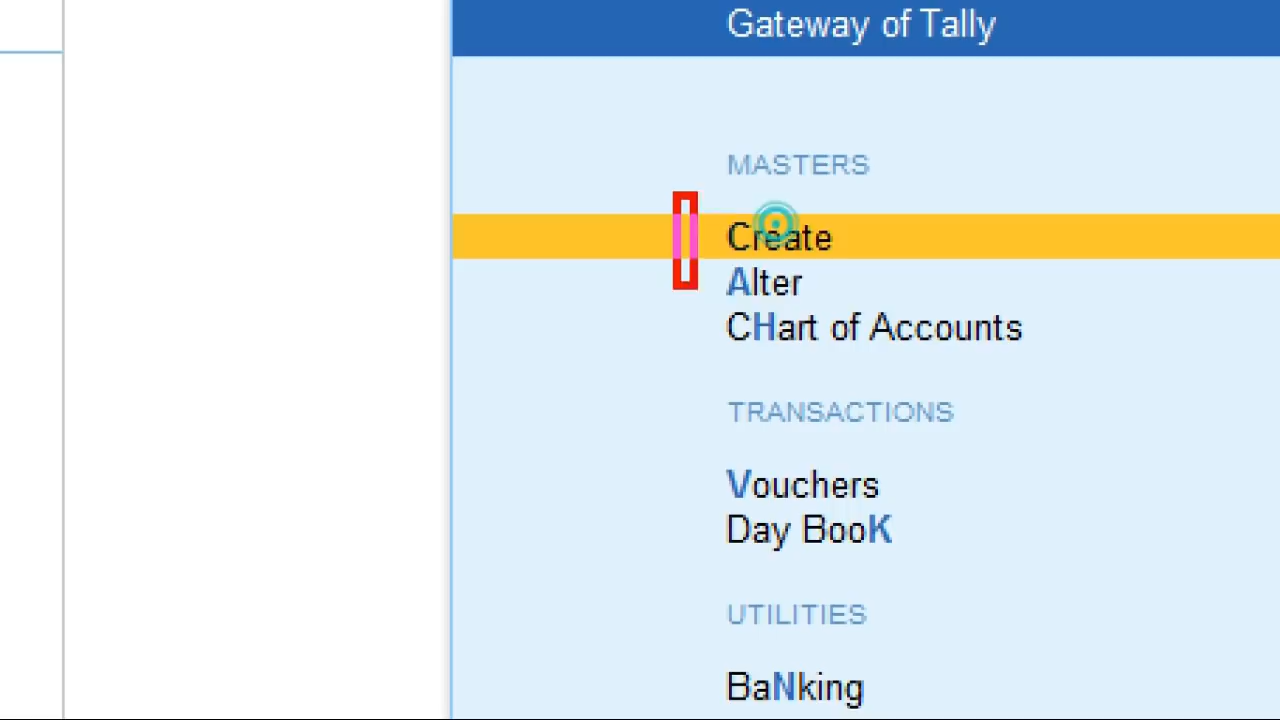 Gateway of Tally
MASTERS
Create
Alter
CHart of Accounts
TRANSACTIONS
Vouchers
Day BooK
UTILITIES
BaNking